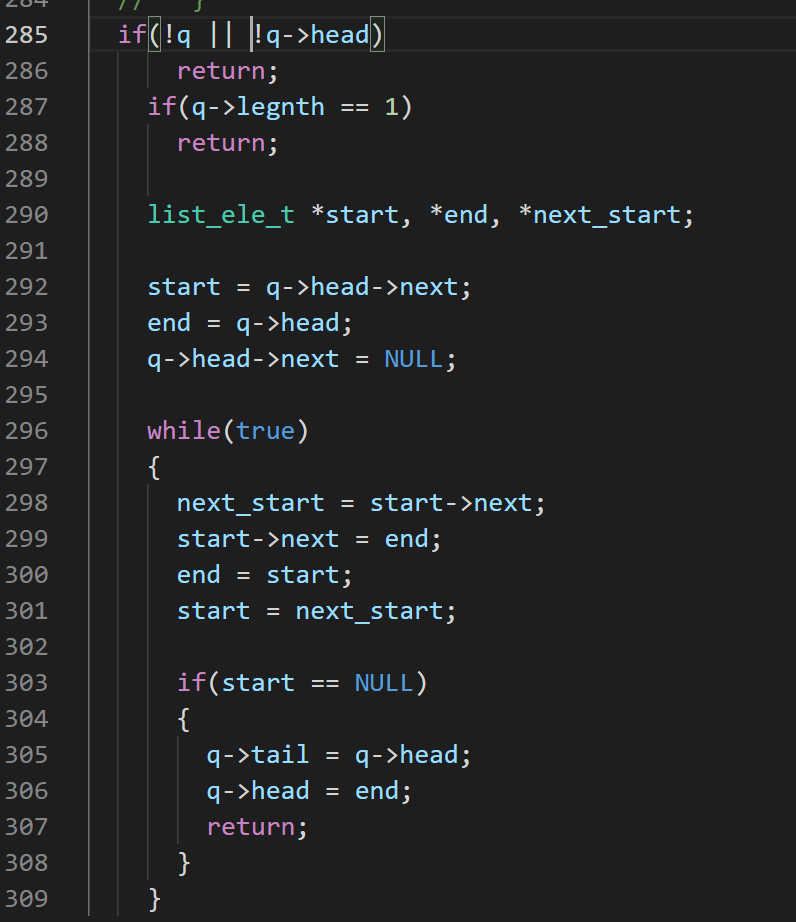 284 // }
285 if(!q || !q->head)
286 return;
287 if(q->legnth == 1)
288 return;
289
290 list_ele_t *start, *end, *next_start;
291
292 start = q->head->next;
293 end = q->head;
294 q->head->next = NULL;
295
296 while(true)
297 {
298 next_start = start->next;
299 start->next = end;
300 end = start;
301 start = next_start;
302
303 if(start == NULL)
304 {
305 q->tail = q->head;
306 q->head = end;
307 return;
308 }
309 }